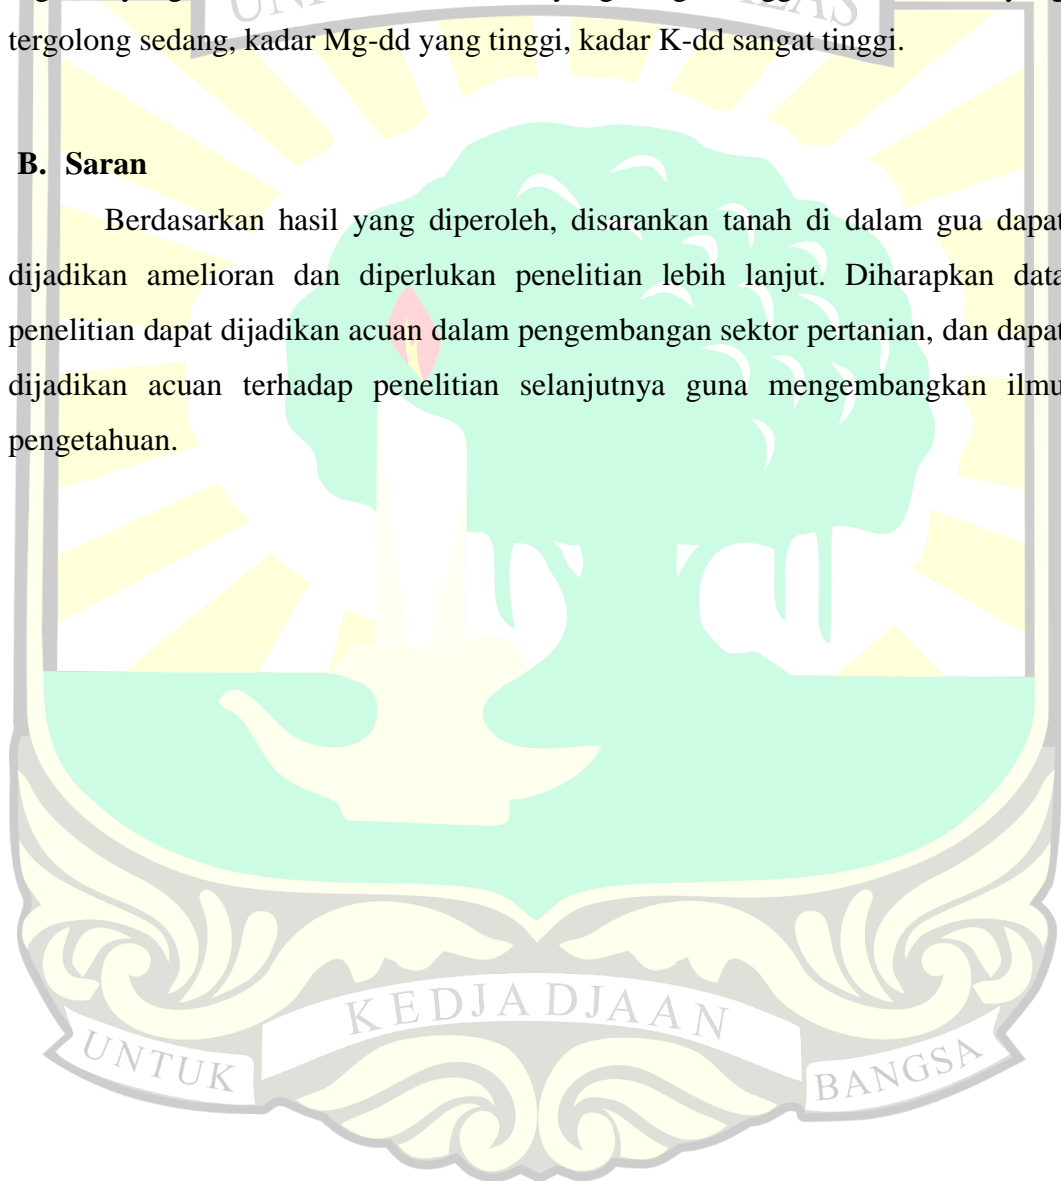 tergolong sedang, kadar Mg-dd yang tinggi, kadar K-dd sangat tinggi.
B. Saran
Berdasarkan hasil yang diperoleh, disarankan tanah di dalam gua dapat
dijadikan amelioran dan diperlukan penelitian lebih lanjut. Diharapkan data
penelitian dapat dijadikan acuan dalam pengembangan sektor pertanian, dan dapat
dijadikan acuan terhadap penelitian selanjutnya guna mengembangkan ilmu
pengetahuan.
UNTUK KEDJADJAAN BANGSA